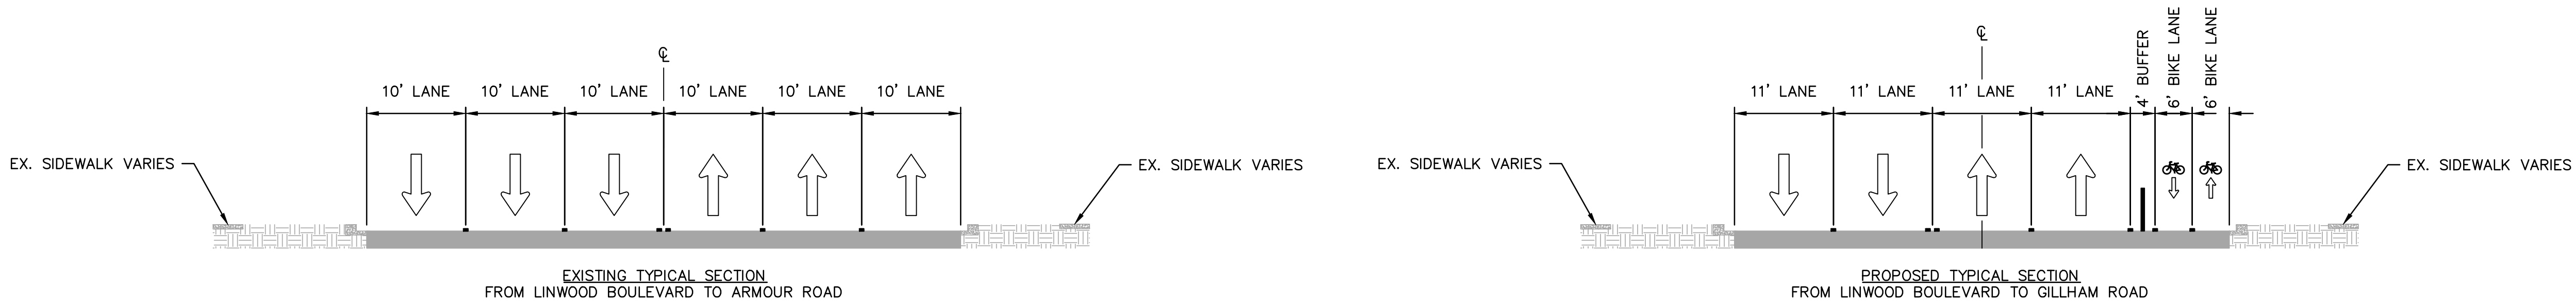 ℄
10' LANE
10' LANE
10' LANE
10' LANE
10' LANE
10' LANE
EX. SIDEWALK VARIES
EX. SIDEWALK VARIES
EXISTING TYPICAL SECTION
FROM LINWOOD BOULEVARD TO ARMOUR ROAD
℄
11' LANE
11' LANE
11' LANE
11' LANE
4' BUFFER
6' BIKE LANE
6' BIKE LANE
EX. SIDEWALK VARIES
EX. SIDEWALK VARIES
PROPOSED TYPICAL SECTION
FROM LINWOOD BOULEVARD TO GILLHAM ROAD